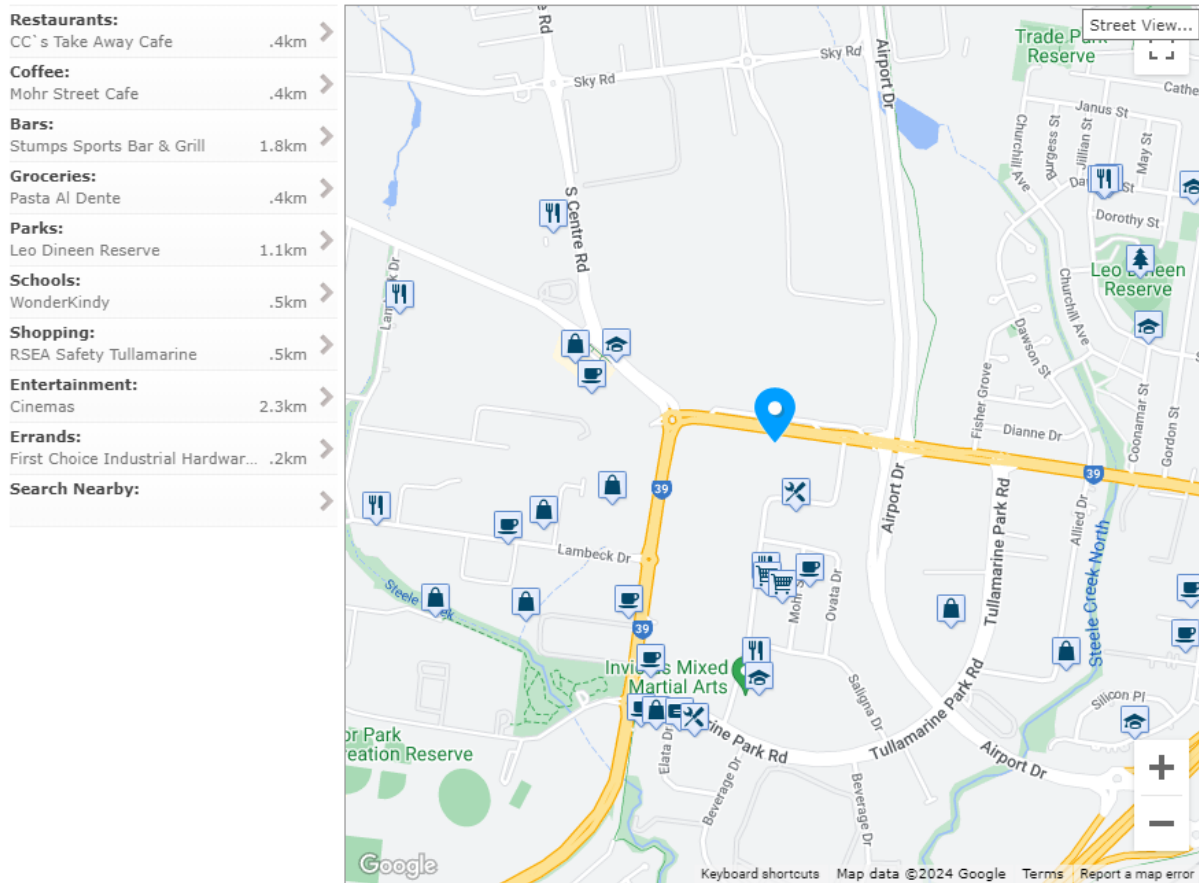 Restaurants:
CC`s Take Away Cafe .4km
Coffee:
Mohr Street Cafe .4km
Bars:
Stumps Sports Bar & Grill 1.8km
Groceries:
Pasta Al Dente .4km
Parks:
Leo Dineen Reserve 1.1km
Schools:
WonderKindy .5km
Shopping:
RSEA Safety Tullamarine .5km
Entertainment:
Cinemas 2.3km
Errands:
First Choice Industrial Hardwar... .2km
Search Nearby:
Street View...
Trade Park
Reserve
Sky Rd
Sky Rd
Airport Dr
Janus St
Churchill Ave
Burgess St
Jillian St
May St
Dorothy St
S Centre Rd
Leo Dineen
Reserve
Churchill Ave
Dawson St
Fisher Grove
Dianne Dr
Coonamar St
Gordon St
39
39
Airport Dr
Tullamarine Park Rd
Allied Dr
Steele Creek North
Lambeck Dr
Mohr St
Ovata Dr
39
Invictus Mixed
Martial Arts
Saligna Dr
Silicon Pl
or Park
reation Reserve
Elata Dr
rine Park Rd
Tullamarine Park Rd
Airport Dr
Beverage Dr
Beverage Dr
Google
Keyboard shortcuts Map data ©2024 Google Terms Report a map error